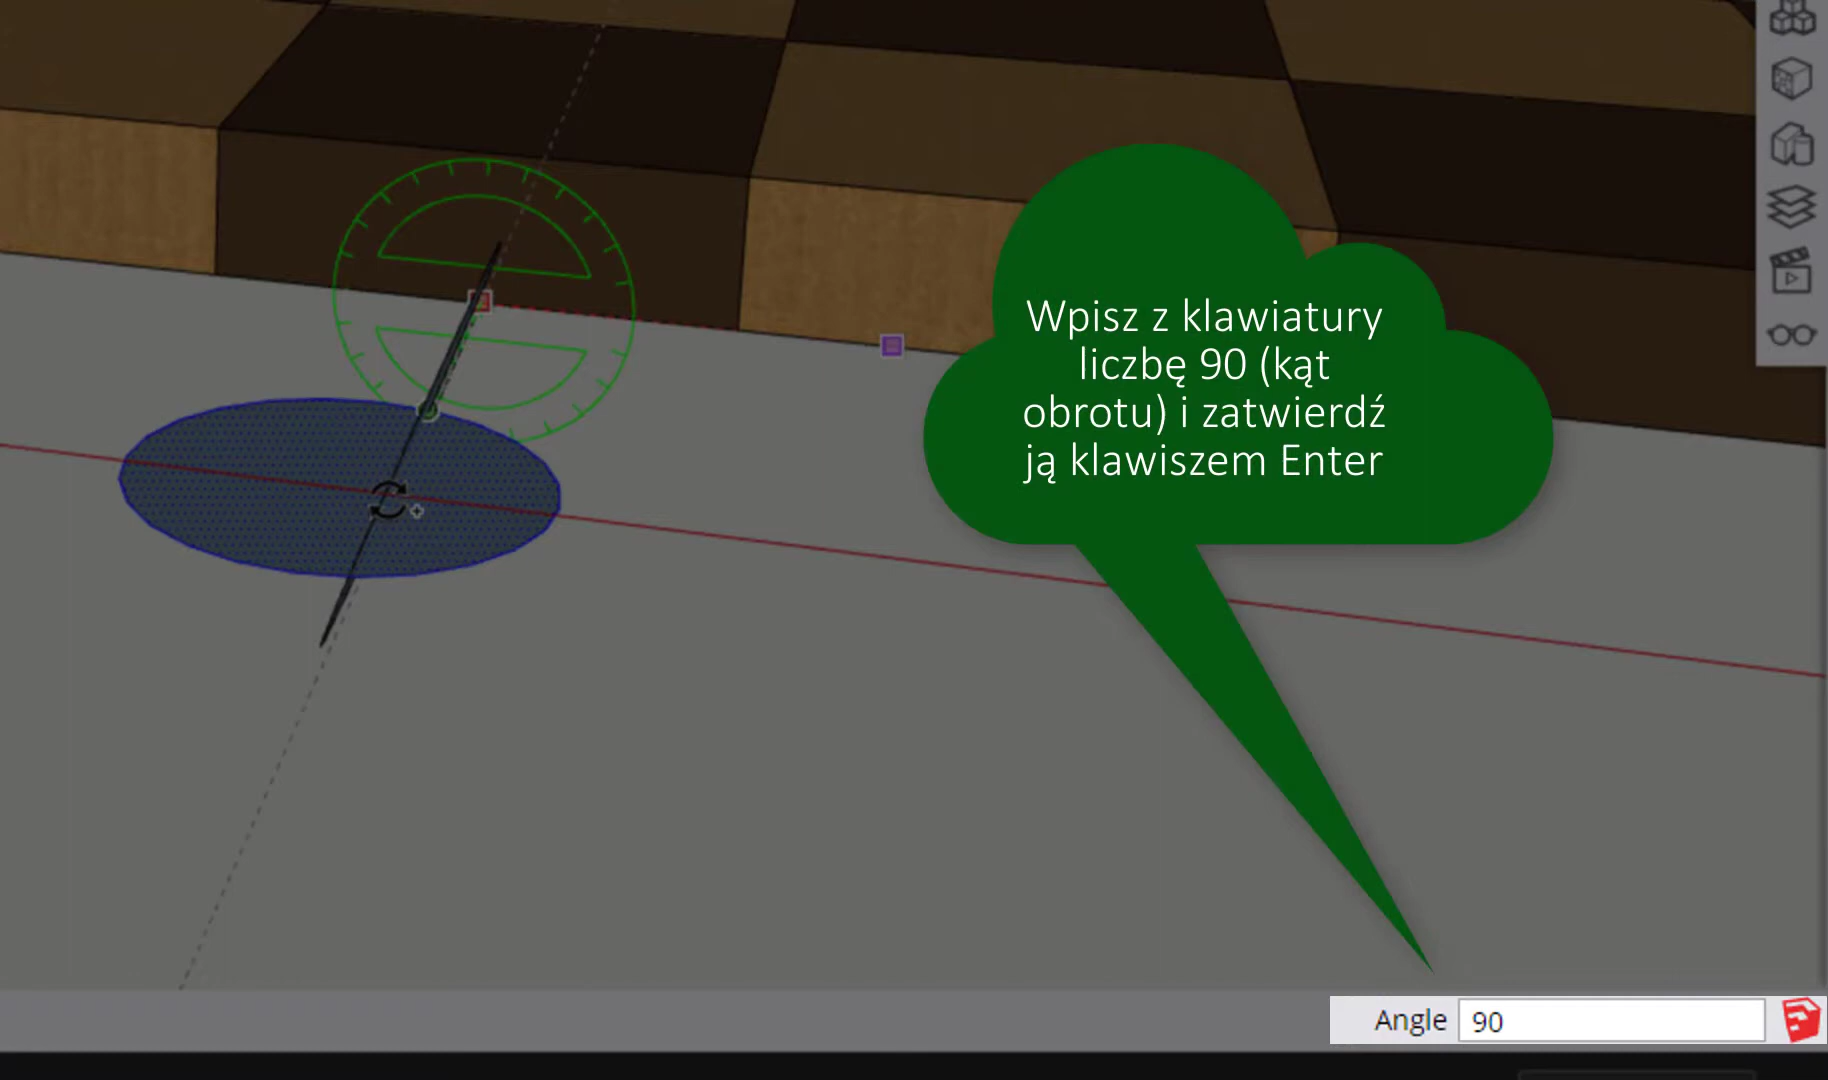 Wpisz z klawiatury
liczbę 90 (kąt
obrotu) i zatwierdź
ją klawiszem Enter
Angle 90